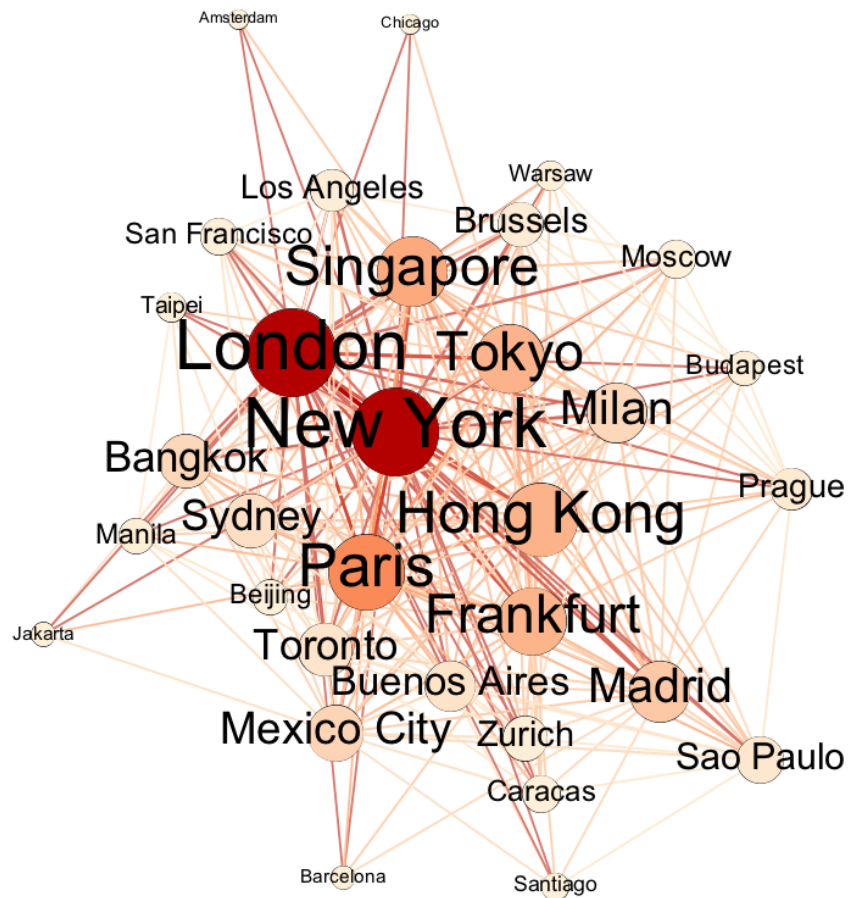 Amsterdam
Chicago
Warsaw
Los Angeles
Brussels
San Francisco
Moscow
Singapore
Taipei
London
Tokyo
Budapest
Milan
New York
Bangkok
Prague
Sydney
Hong Kong
Manila
Paris
Beijing
Frankfurt
Jakarta
Toronto
Buenos Aires
Madrid
Mexico City
Zurich
Sao Paulo
Caracas
Barcelona
Santiago